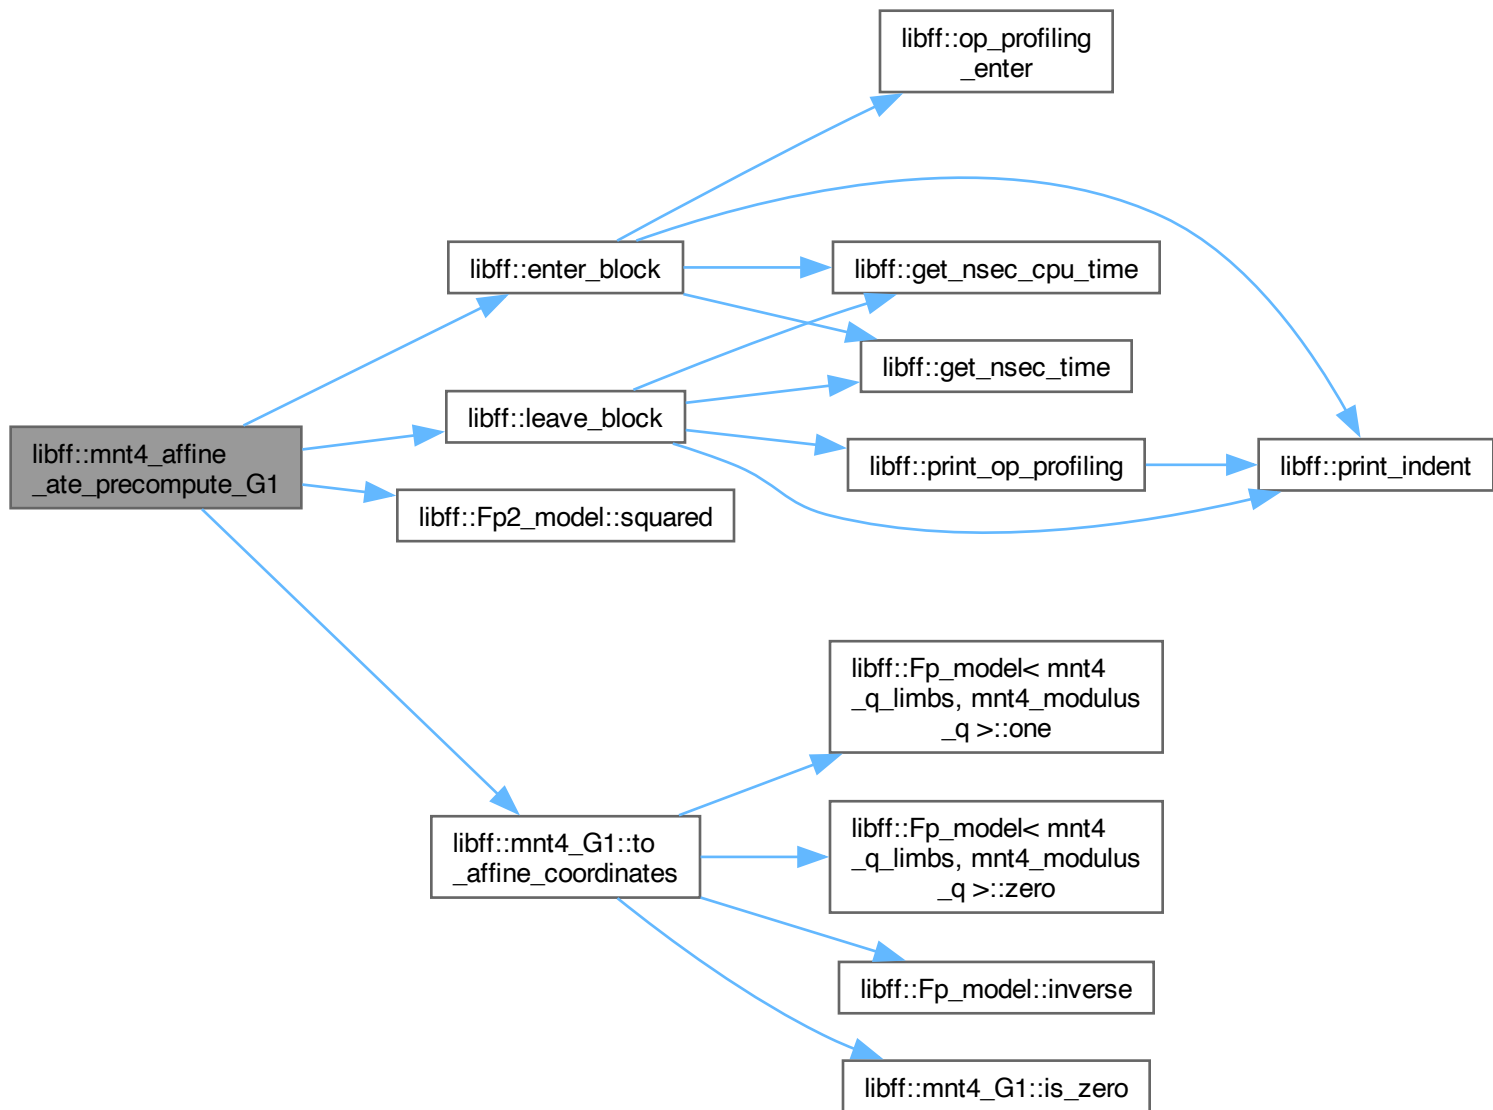 libff::op_profiling
_enter
libff::enter_block
libff::get_nsec_cpu_time
libff::get_nsec_time
libff::leave_block
libff::mnt4_affine
_ate_precompute_G1
libff::print_op_profiling
libff::print_indent
libff::Fp2_model::squared
libff::Fp_model< mnt4
_q_limbs, mnt4_modulus
_q >::one
libff::mnt4_G1::to
_affine_coordinates
libff::Fp_model< mnt4
_q_limbs, mnt4_modulus
_q >::zero
libff::Fp_model::inverse
libff::mnt4_G1::is_zero